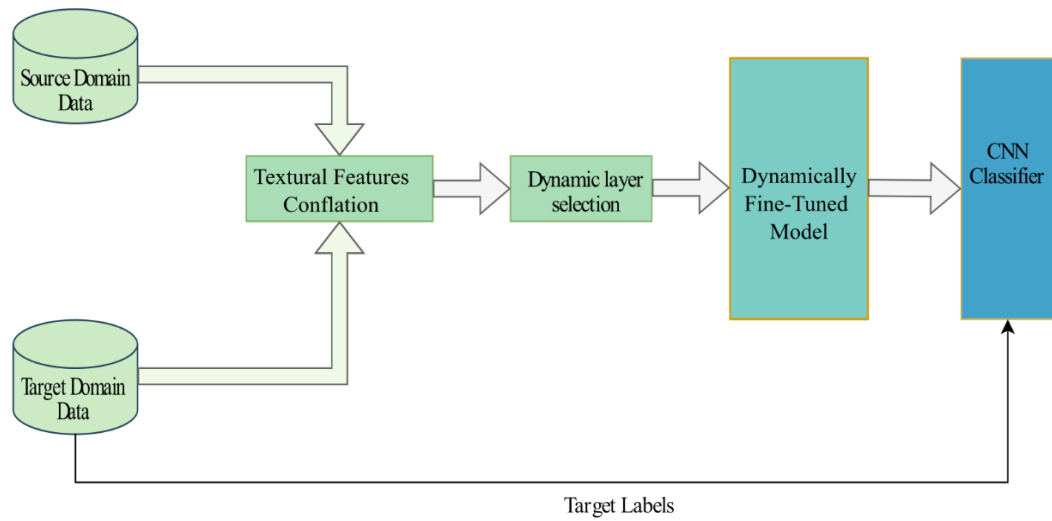 Source Domain
Data
Textural Features
Conflation
Dynamic layer
selection
Dynamically
Fine-Tuned
Model
CNN
Classifier
Target Domain
Data
Target Labels